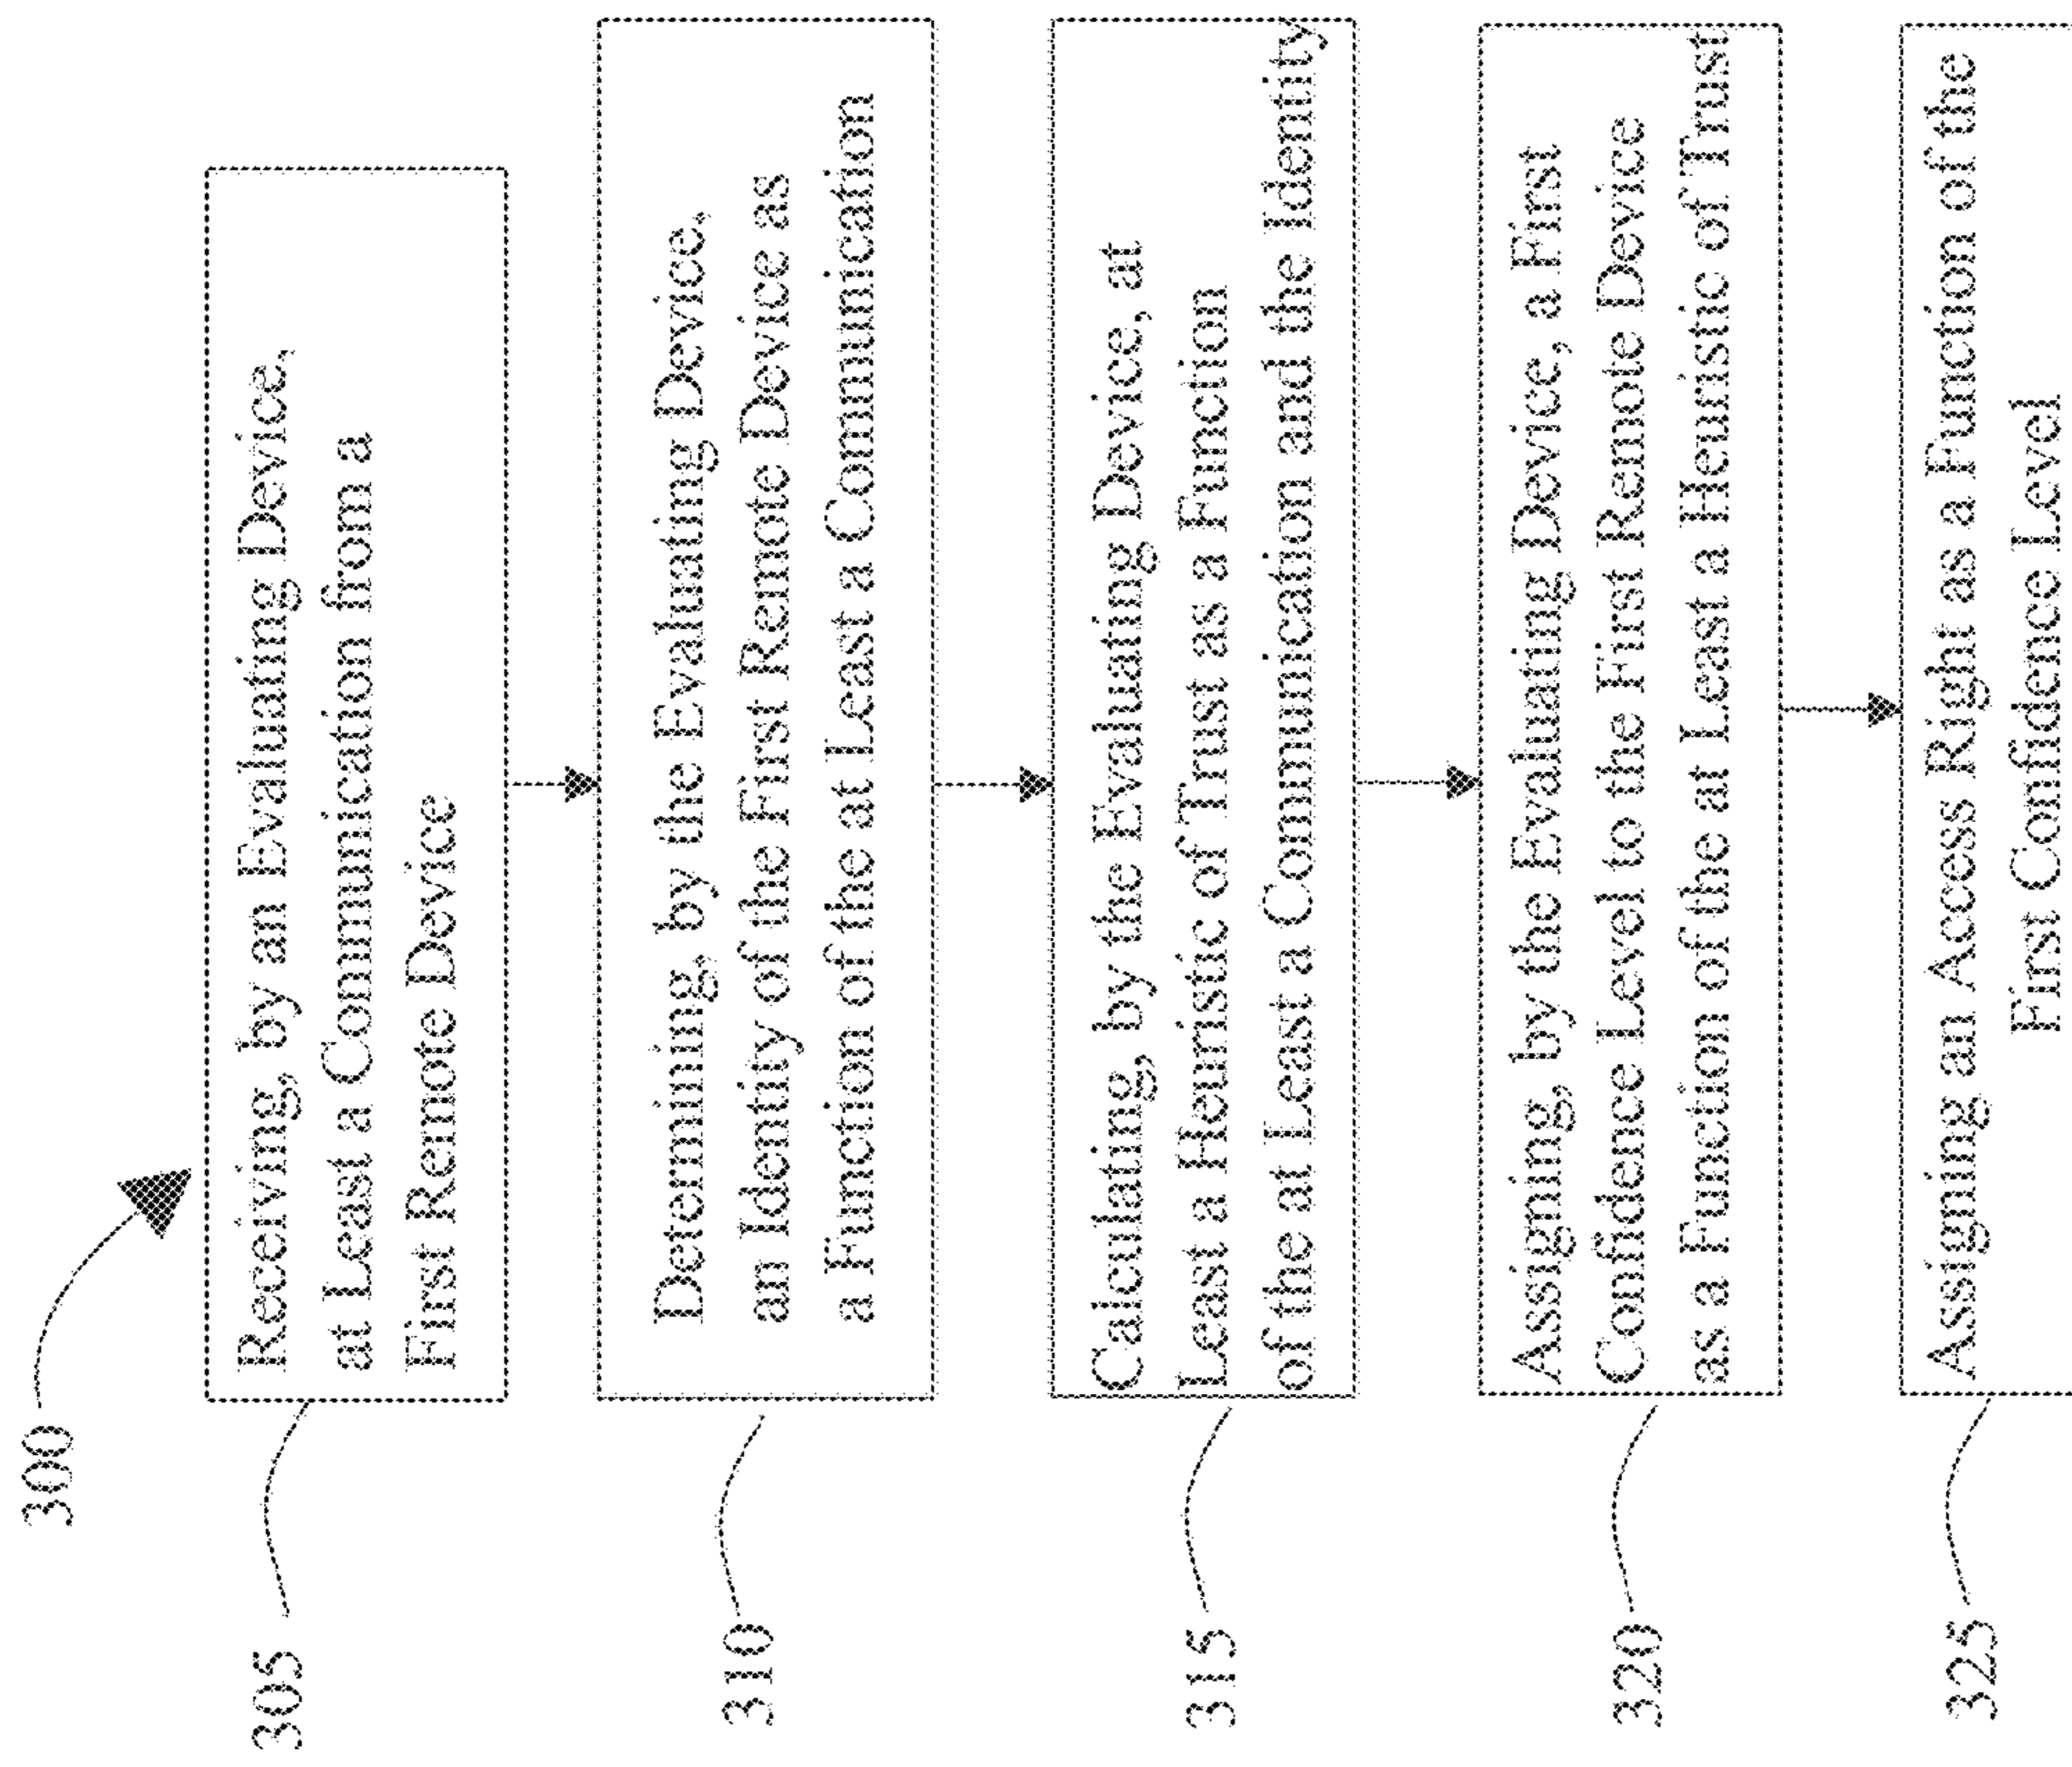 300
305
Receiving, by an Evaluating Device,
at Least a Communication from a
First Remote Device
310
Determining, by the Evaluating Device,
an Identity of the First Remote Device as
a Function of the at Least a Communication
315
Calculating, by the Evaluating Device, at
Least a Heuristic of Trust as a Function
of the at Least a Communication and the Identity
320
Assigning, by the Evaluating Device, a First
Confidence Level to the First Remote Device
as a Function of the at Least a Heuristic of Trust
325
Assigning an Access Right as a Function of the
First Confidence Level